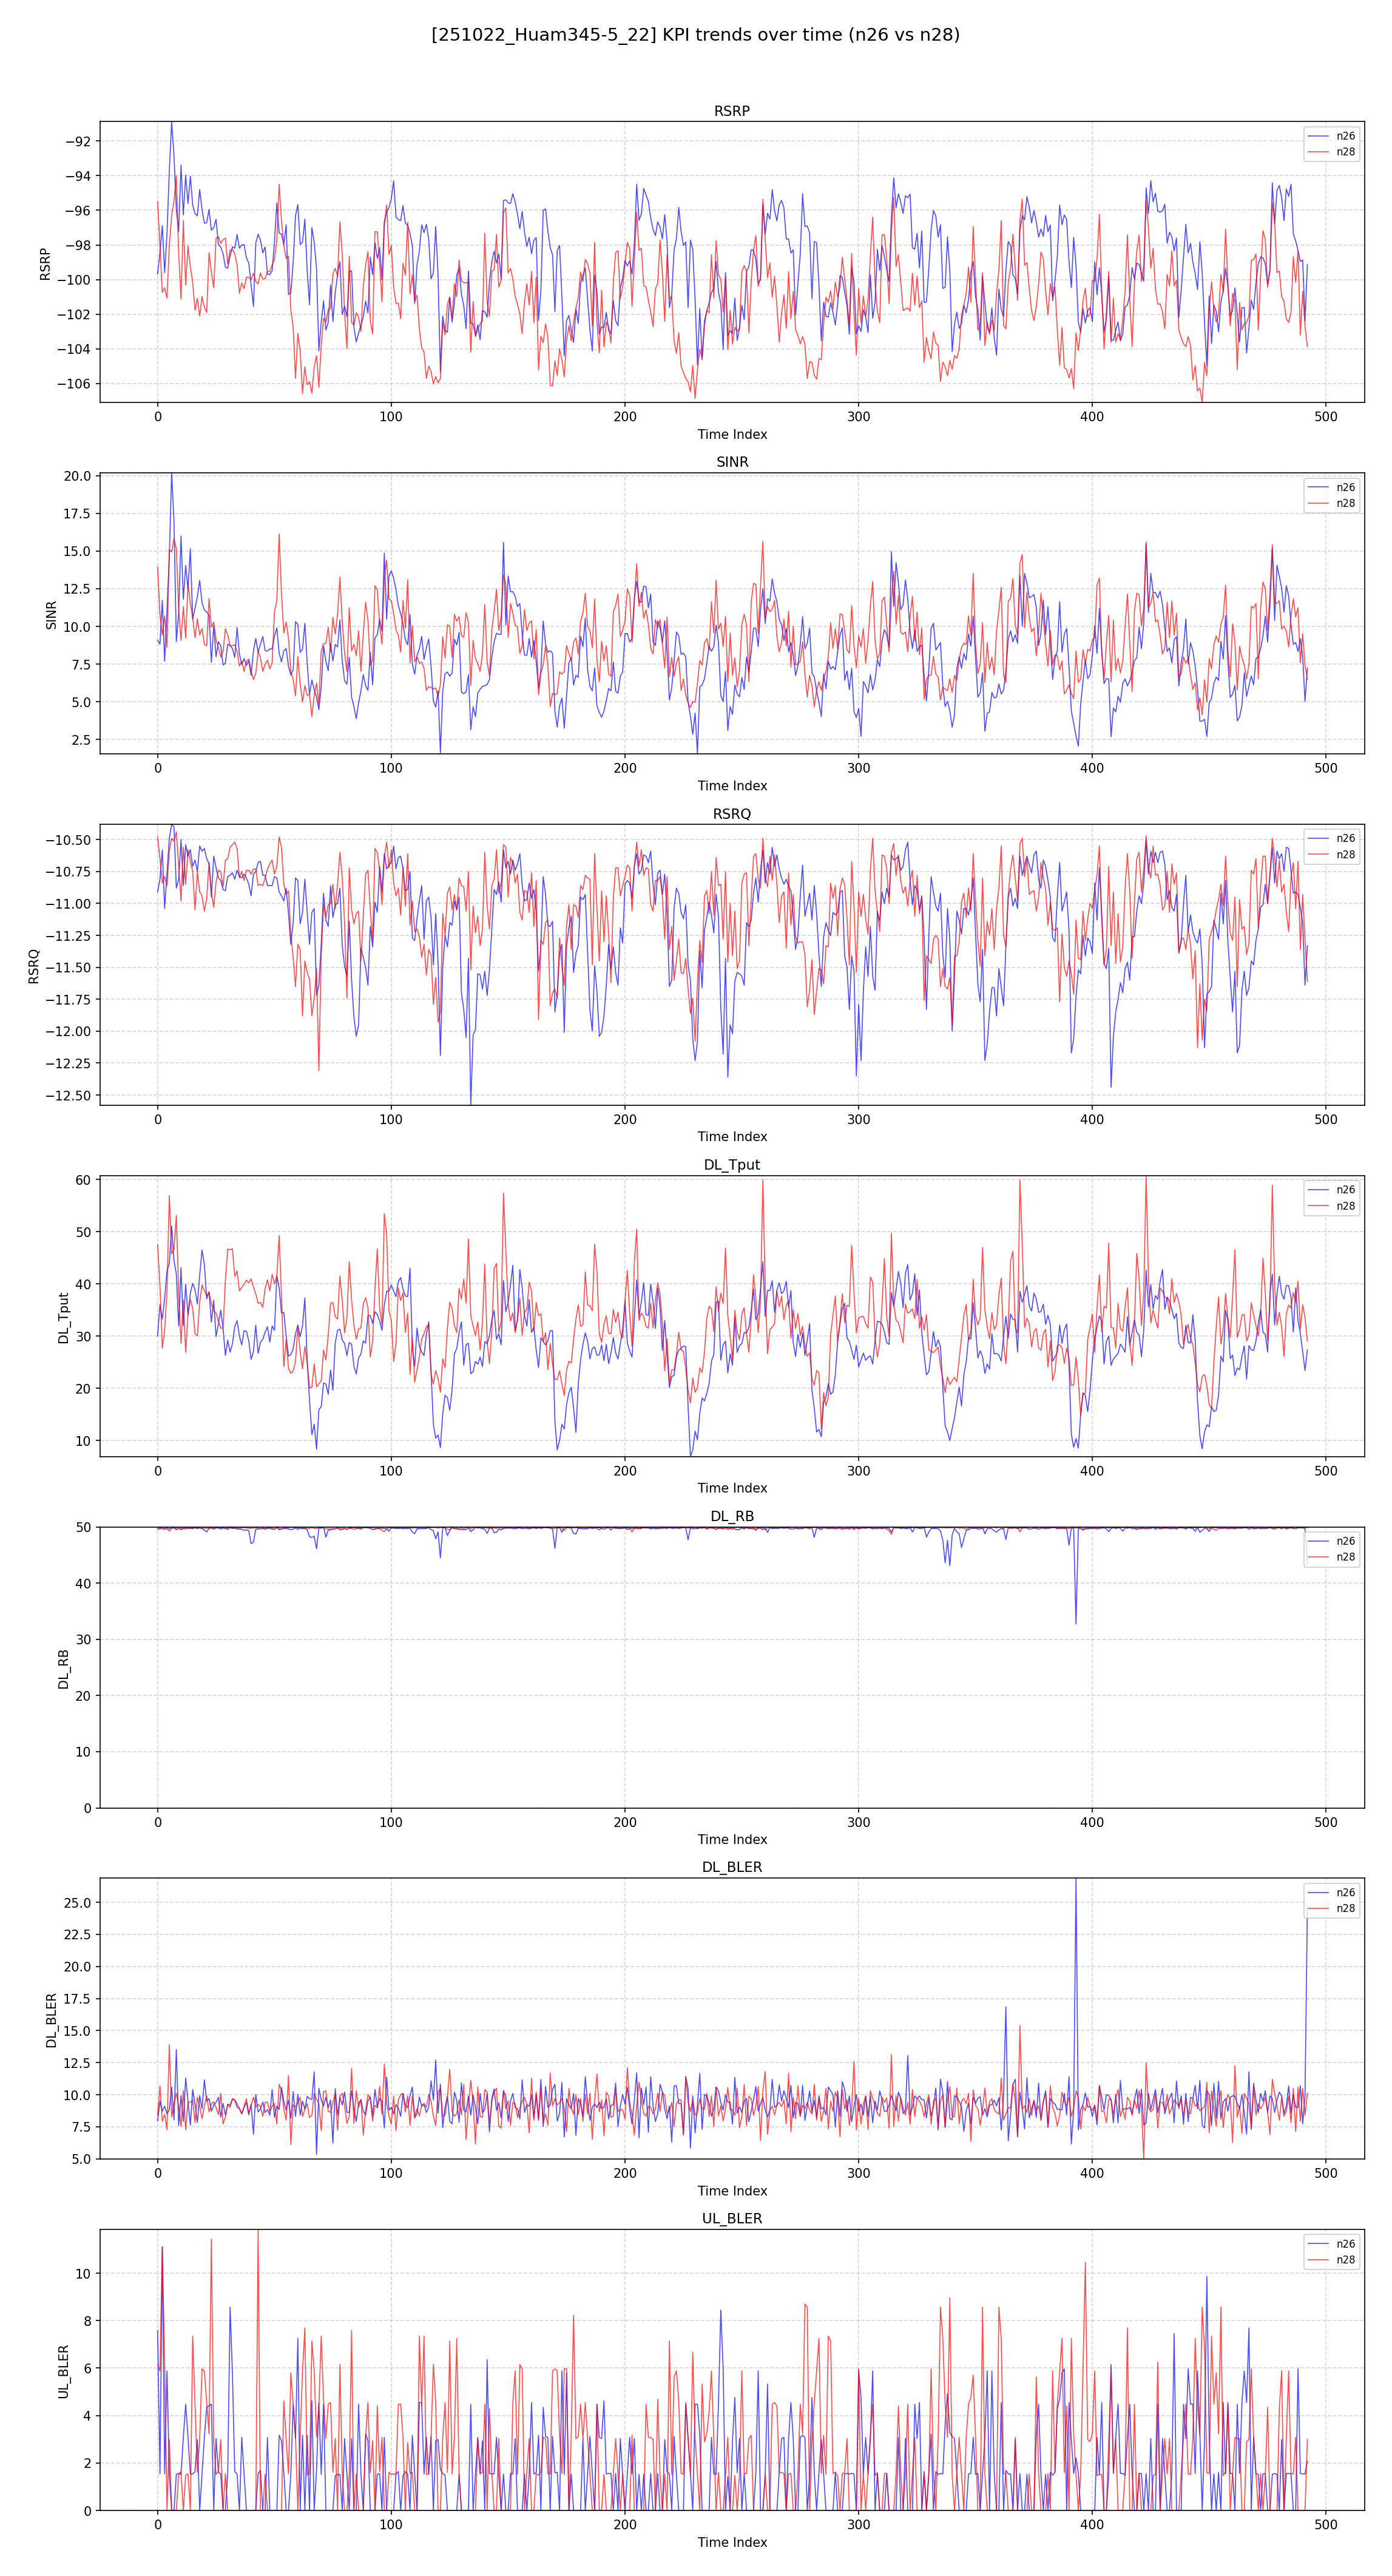 [251022_Huam345-5_22] KPI trends over time (n26 vs n28)
RSRP
n26
n28
−92
−94
−96
−98
−100
−102
−104
−106
RSRP
0 100 200 300 400 500
Time Index
SINR
n26
n28
20.0
17.5
15.0
12.5
10.0
7.5
5.0
2.5
SINR
0 100 200 300 400 500
Time Index
RSRQ
n26
n28
−10.50
−10.75
−11.00
−11.25
−11.50
−11.75
−12.00
−12.25
−12.50
RSRQ
0 100 200 300 400 500
Time Index
DL_Tput
n26
n28
60
50
40
30
20
10
DL_Tput
0 100 200 300 400 500
Time Index
DL_RB
n26
n28
50
40
30
20
10
0
DL_RB
0 100 200 300 400 500
Time Index
DL_BLER
n26
n28
25.0
22.5
20.0
17.5
15.0
12.5
10.0
7.5
5.0
DL_BLER
0 100 200 300 400 500
Time Index
UL_BLER
n26
n28
10
8
6
4
2
0
UL_BLER
0 100 200 300 400 500
Time Index